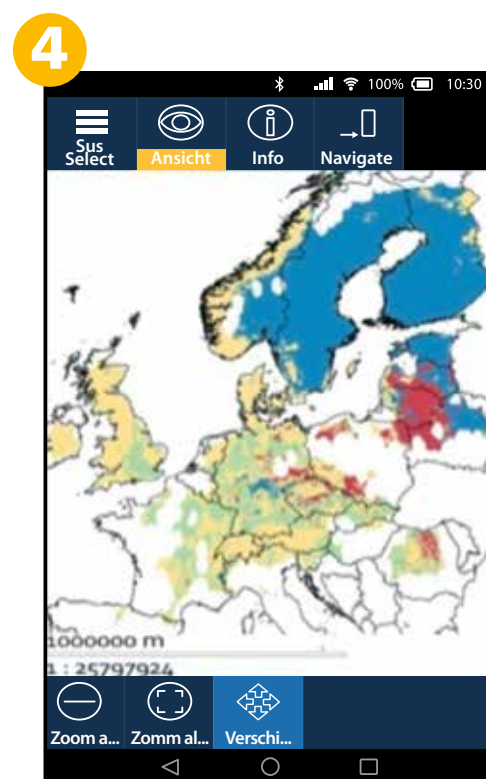 4
100% 10:30
Sus
Select
Ansicht
Info
Navigate
1000000 m
1 : 25797924
Zoom a...
Zomm al...
Verschi...